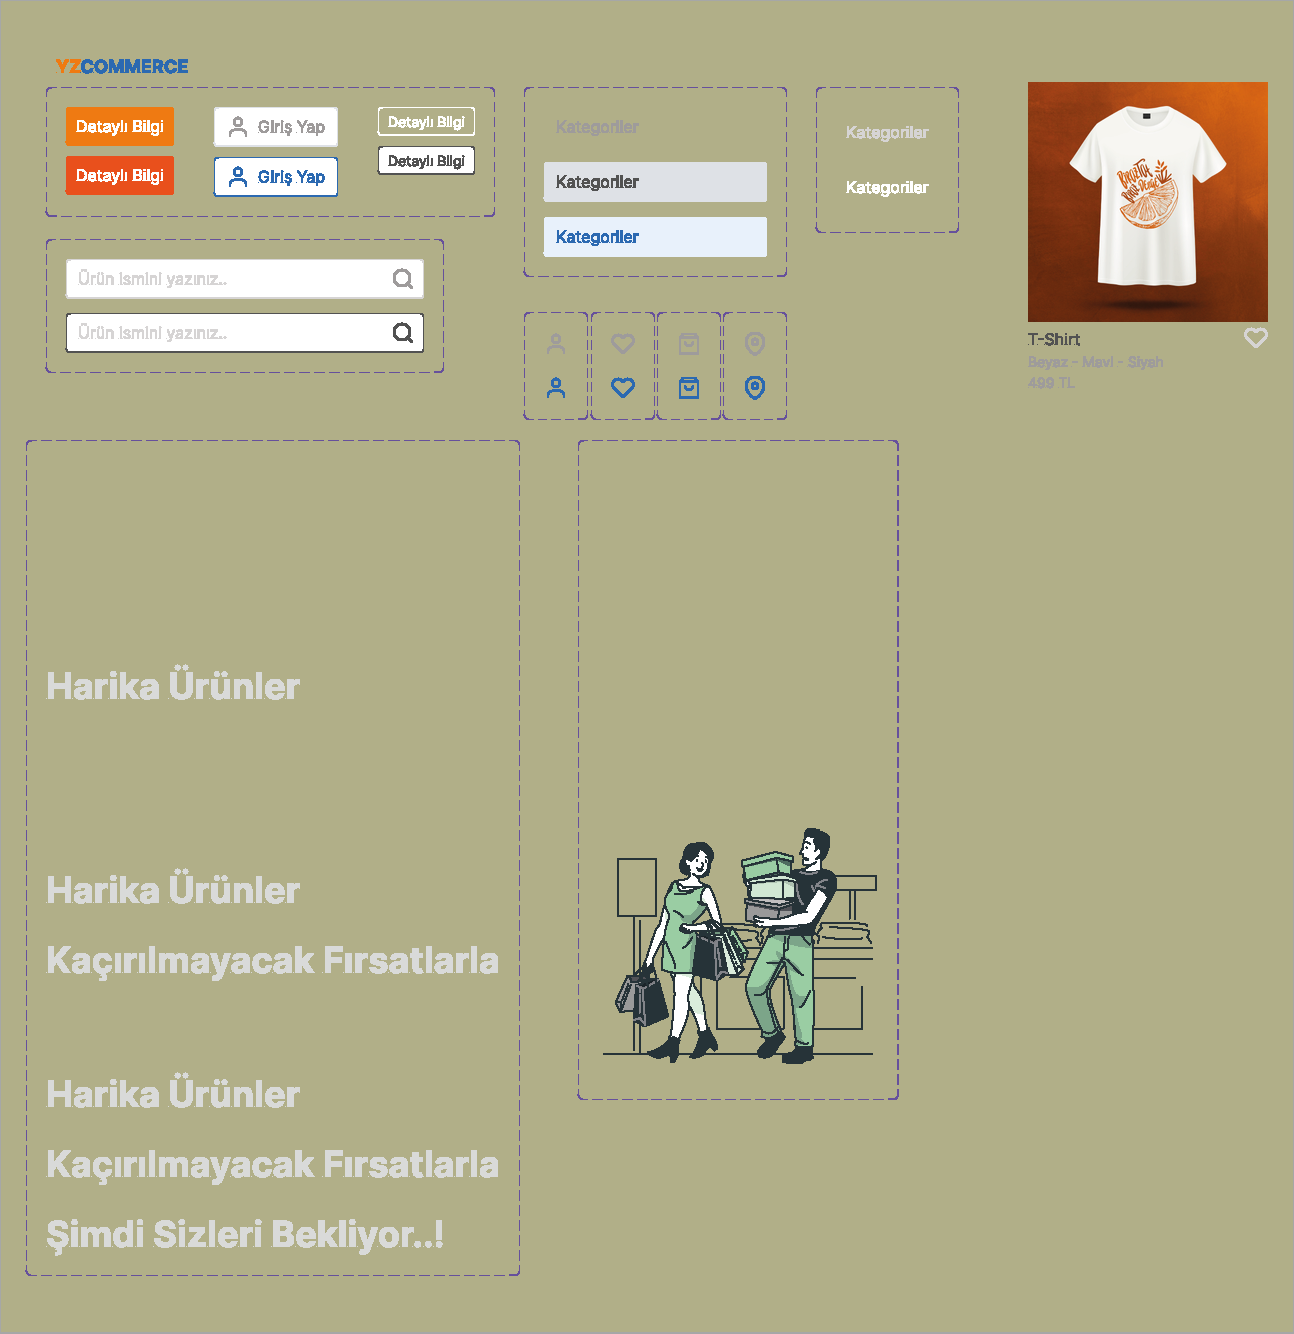 YZCOMMERCE
Detaylı Bilgi
Giriş Yap
Detaylı Bilgi
Detaylı Bilgi
Giriş Yap
Detaylı Bilgi
Kategoriler
Kategoriler
Kategoriler
Kategoriler
Kategoriler
Ürün ismini yazınız..
Ürün ismini yazınız..
T-Shirt
Beyaz - Mavi - Siyah
499 TL
Harika Ürünler
Harika Ürünler
Kaçırılmayacak Fırsatlarla
Harika Ürünler
Kaçırılmayacak Fırsatlarla
Şimdi Sizleri Bekliyor..!